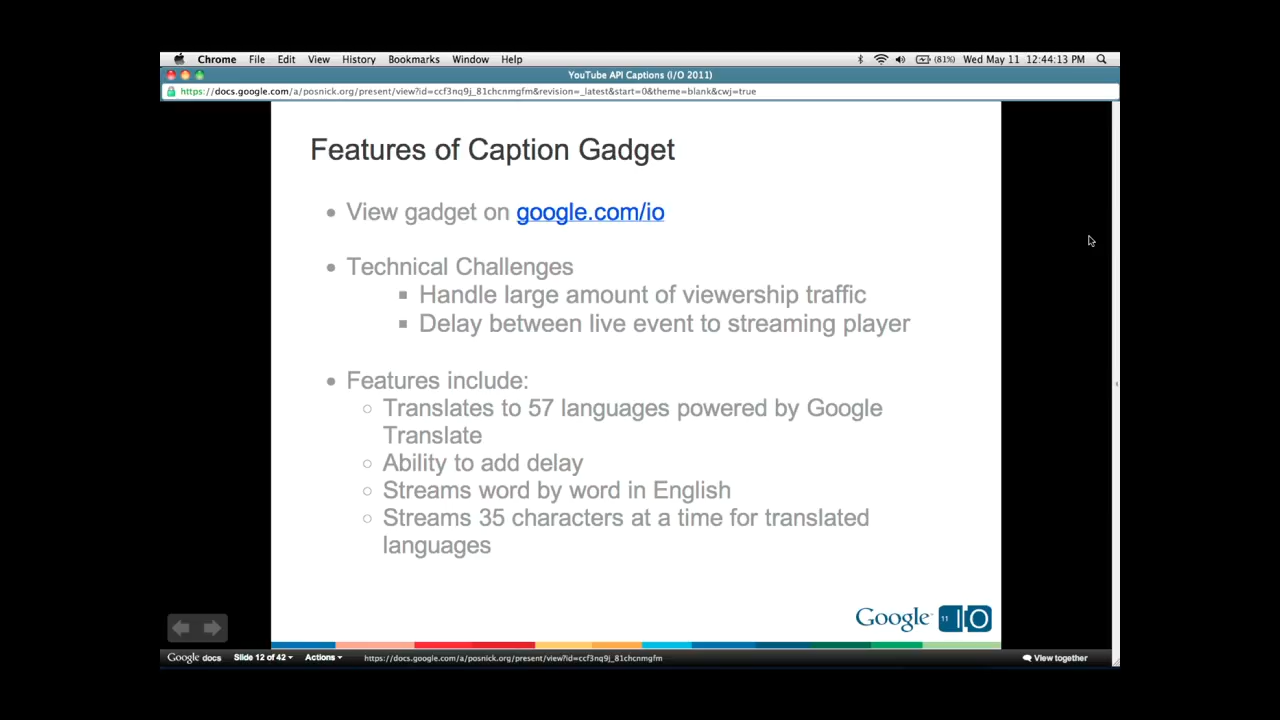 Chrome File Edit View History Bookmarks Window Help (81%) Wed May 11 12:44:13 PM
YouTube API Captions (I/O 2011)
https://docs.google.com/a/posnick.org/present/view?id=ccf3nq9j_81chcnmgfm&revision=_latest&start=0&theme=blank&cwj=true
Features of Caption Gadget
• View gadget on google.com/io
• Technical Challenges
▪ Handle large amount of viewership traffic
▪ Delay between live event to streaming player
• Features include:
○ Translates to 57 languages powered by Google
Translate
○ Ability to add delay
○ Streams word by word in English
○ Streams 35 characters at a time for translated
languages
Google 11 IO
Google docs Slide 12 of 42 Actions https://docs.google.com/a/posnick.org/present/view?id=ccf3nq9j_81chcnmgfm View together